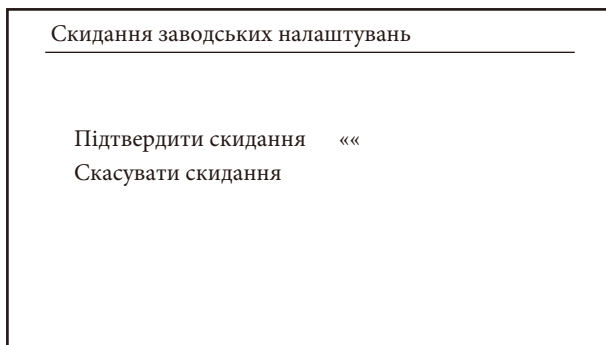 Скидання заводських налаштувань
Підтвердити скидання ««
Скасувати скидання